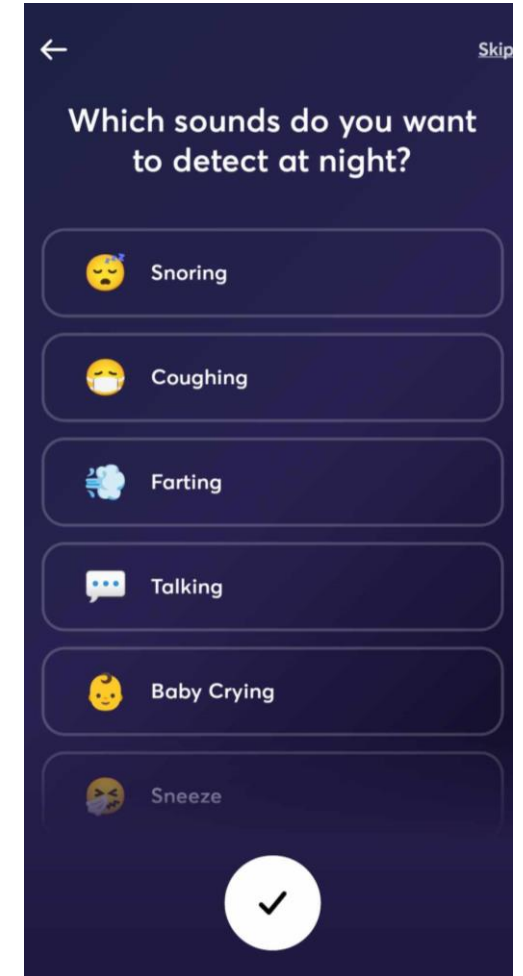 Skip
Which sounds do you want
to detect at night?
Snoring
Coughing
Farting
Talking
Baby Crying
Sneeze